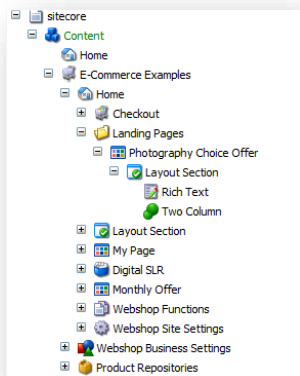 sitecore
Content
Home
E-Commerce Examples
Home
Checkout
Landing Pages
Photography Choice Offer
Layout Section
Rich Text
Two Column
Layout Section
My Page
Digital SLR
Monthly Offer
Webshop Functions
Webshop Site Settings
Webshop Business Settings
Product Repositories